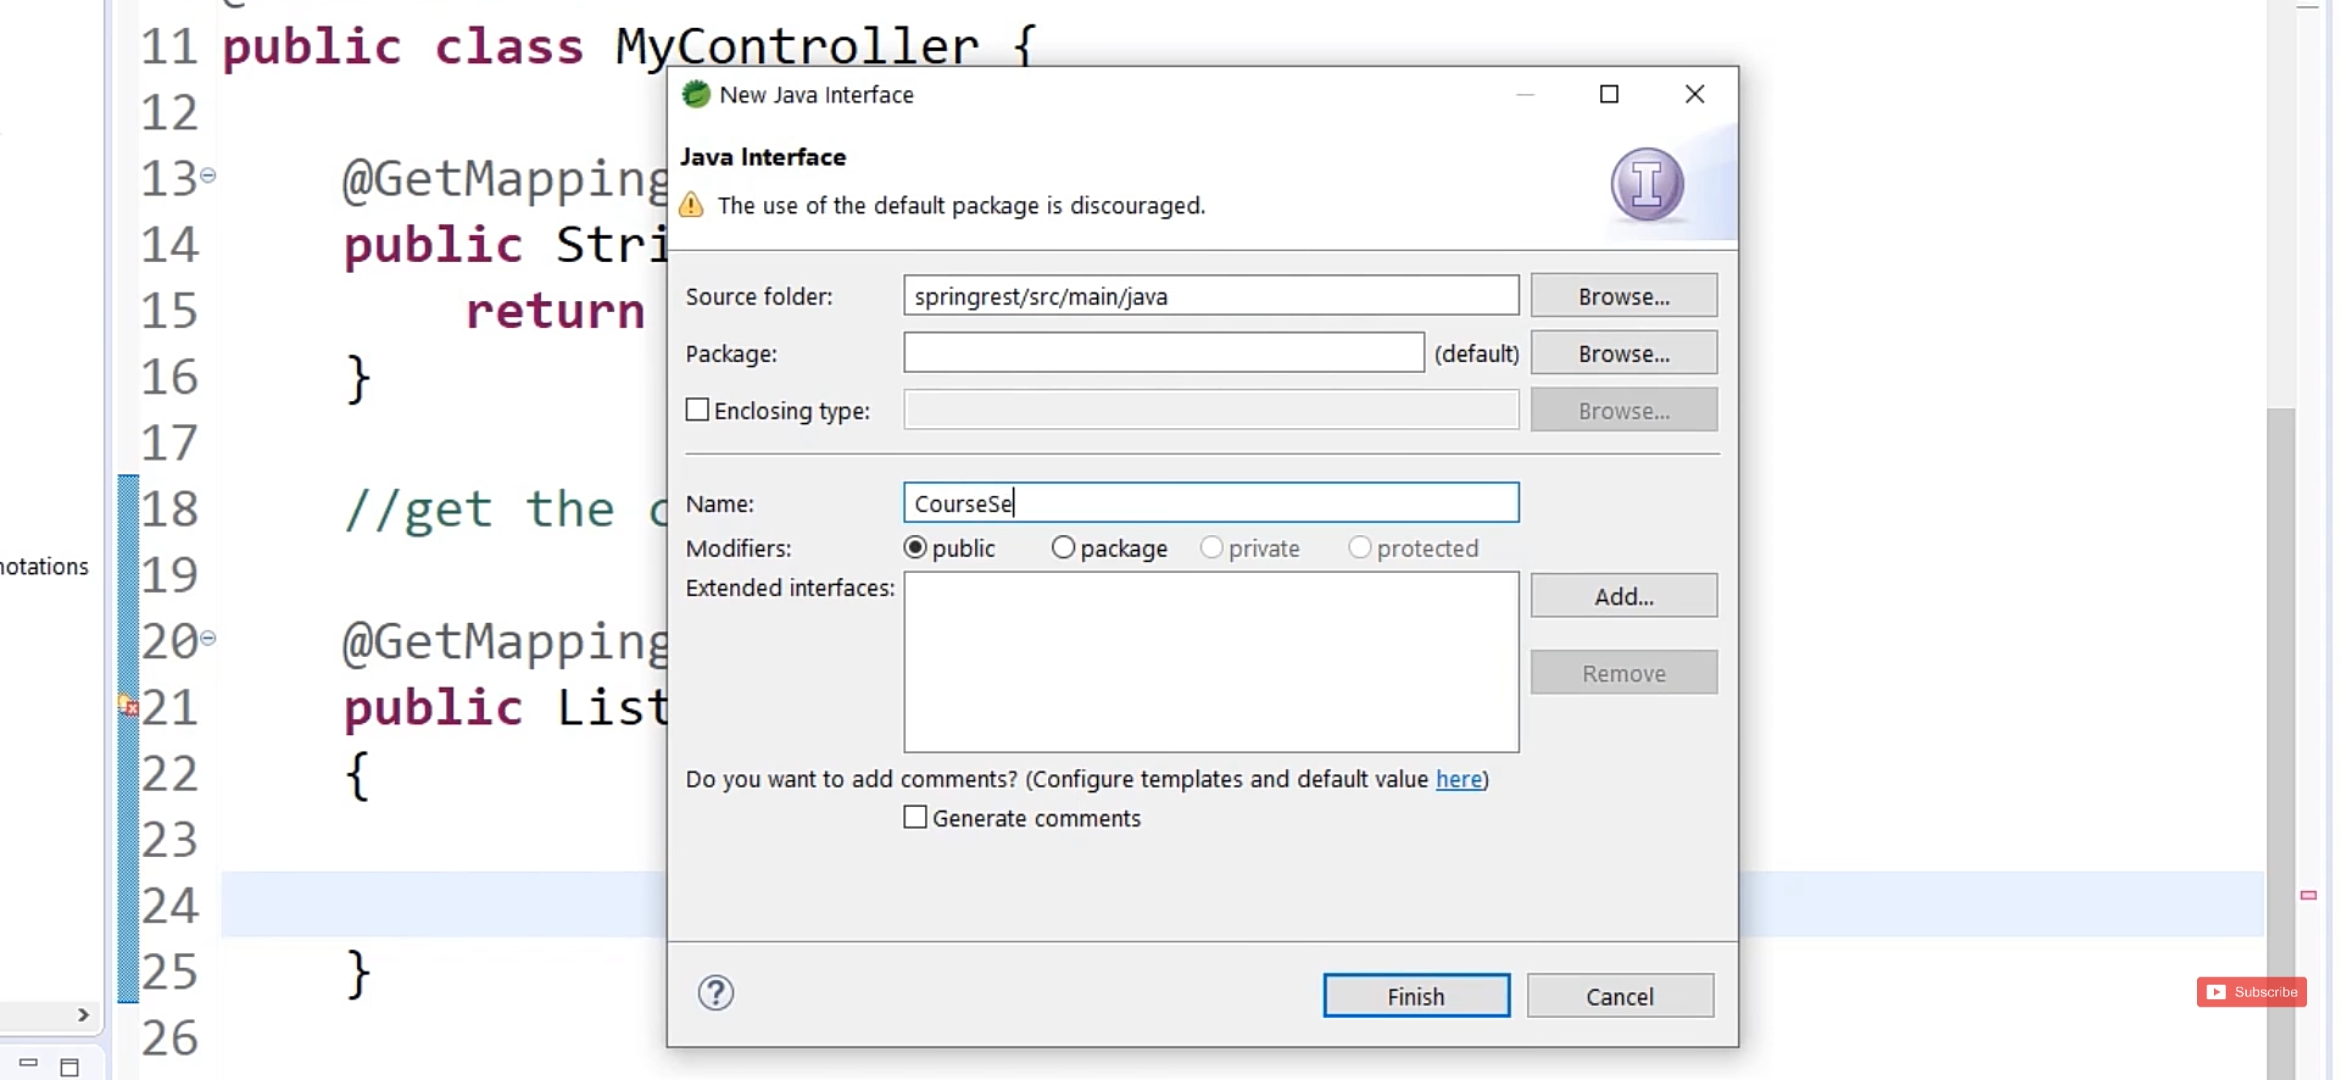 11 public class MyController {
12
13 @GetMapping
14 public Stri
15 return
16 }
17
18 //get the c
19
20 @GetMapping
21 public List
22 {
23
24
25 }
26
notations
New Java Interface
Java Interface
The use of the default package is discouraged.
Source folder: springrest/src/main/java Browse...
Package: (default) Browse...
Enclosing type: Browse...
Name: CourseSe
Modifiers: public package private protected
Extended interfaces: Add...
Remove
Do you want to add comments? (Configure templates and default value here)
Generate comments
? Finish Cancel
Subscribe